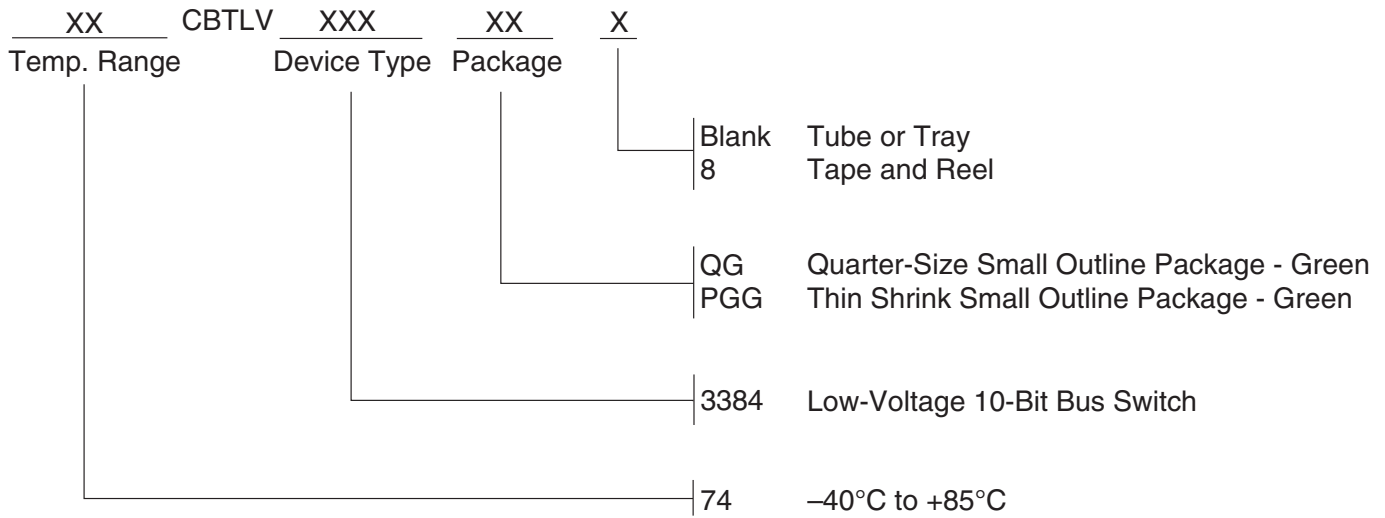 XX CBTLV XXX XX X
Temp. Range Device Type Package
Blank Tube or Tray
8 Tape and Reel
QG Quarter-Size Small Outline Package - Green
PGG Thin Shrink Small Outline Package - Green
3384 Low-Voltage 10-Bit Bus Switch
74 –40°C to +85°C